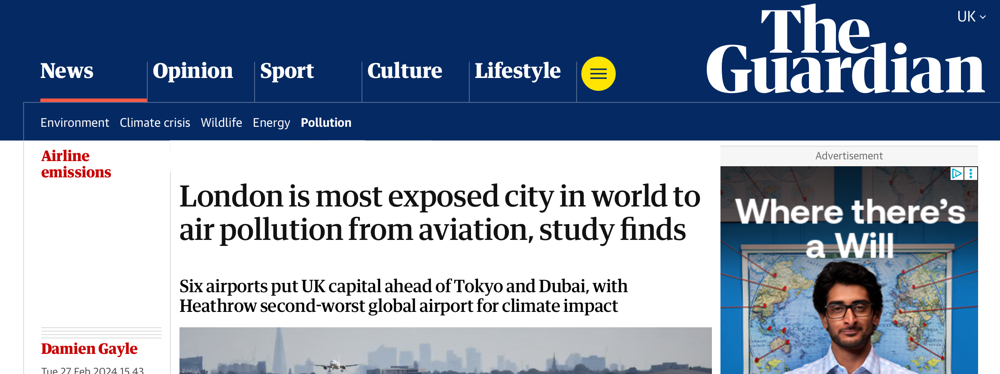 The
Guardian
UK
News
Opinion
Sport
Culture
Lifestyle
Environment
Climate crisis
Wildlife
Energy
Pollution
Airline
emissions
London is most exposed city in world to
air pollution from aviation, study finds
Six airports put UK capital ahead of Tokyo and Dubai, with
Heathrow second-worst global airport for climate impact
Damien Gayle
Tue 27 Feb 2024 15.43
Advertisement
Where there’s
a Will